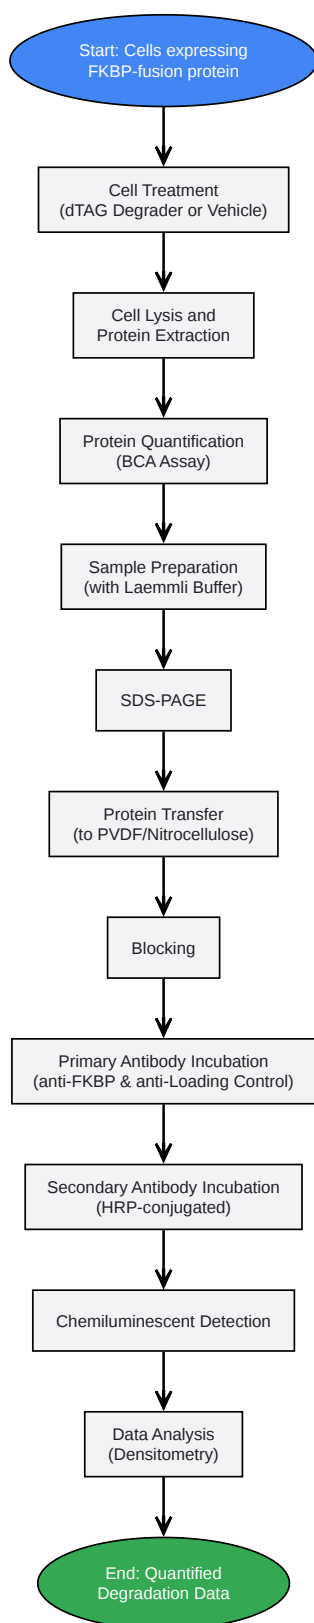 Start: Cells expressing
FKBP-fusion protein
Cell Treatment
(dTAG Degrader or Vehicle)
Cell Lysis and
Protein Extraction
Protein Quantification
(BCA Assay)
Sample Preparation
(with Laemmli Buffer)
SDS-PAGE
Protein Transfer
(to PVDF/Nitrocellulose)
Blocking
Primary Antibody Incubation
(anti-FKBP & anti-Loading Control)
Secondary Antibody Incubation
(HRP-conjugated)
Chemiluminescent Detection
Data Analysis
(Densitometry)
End: Quantified
Degradation Data